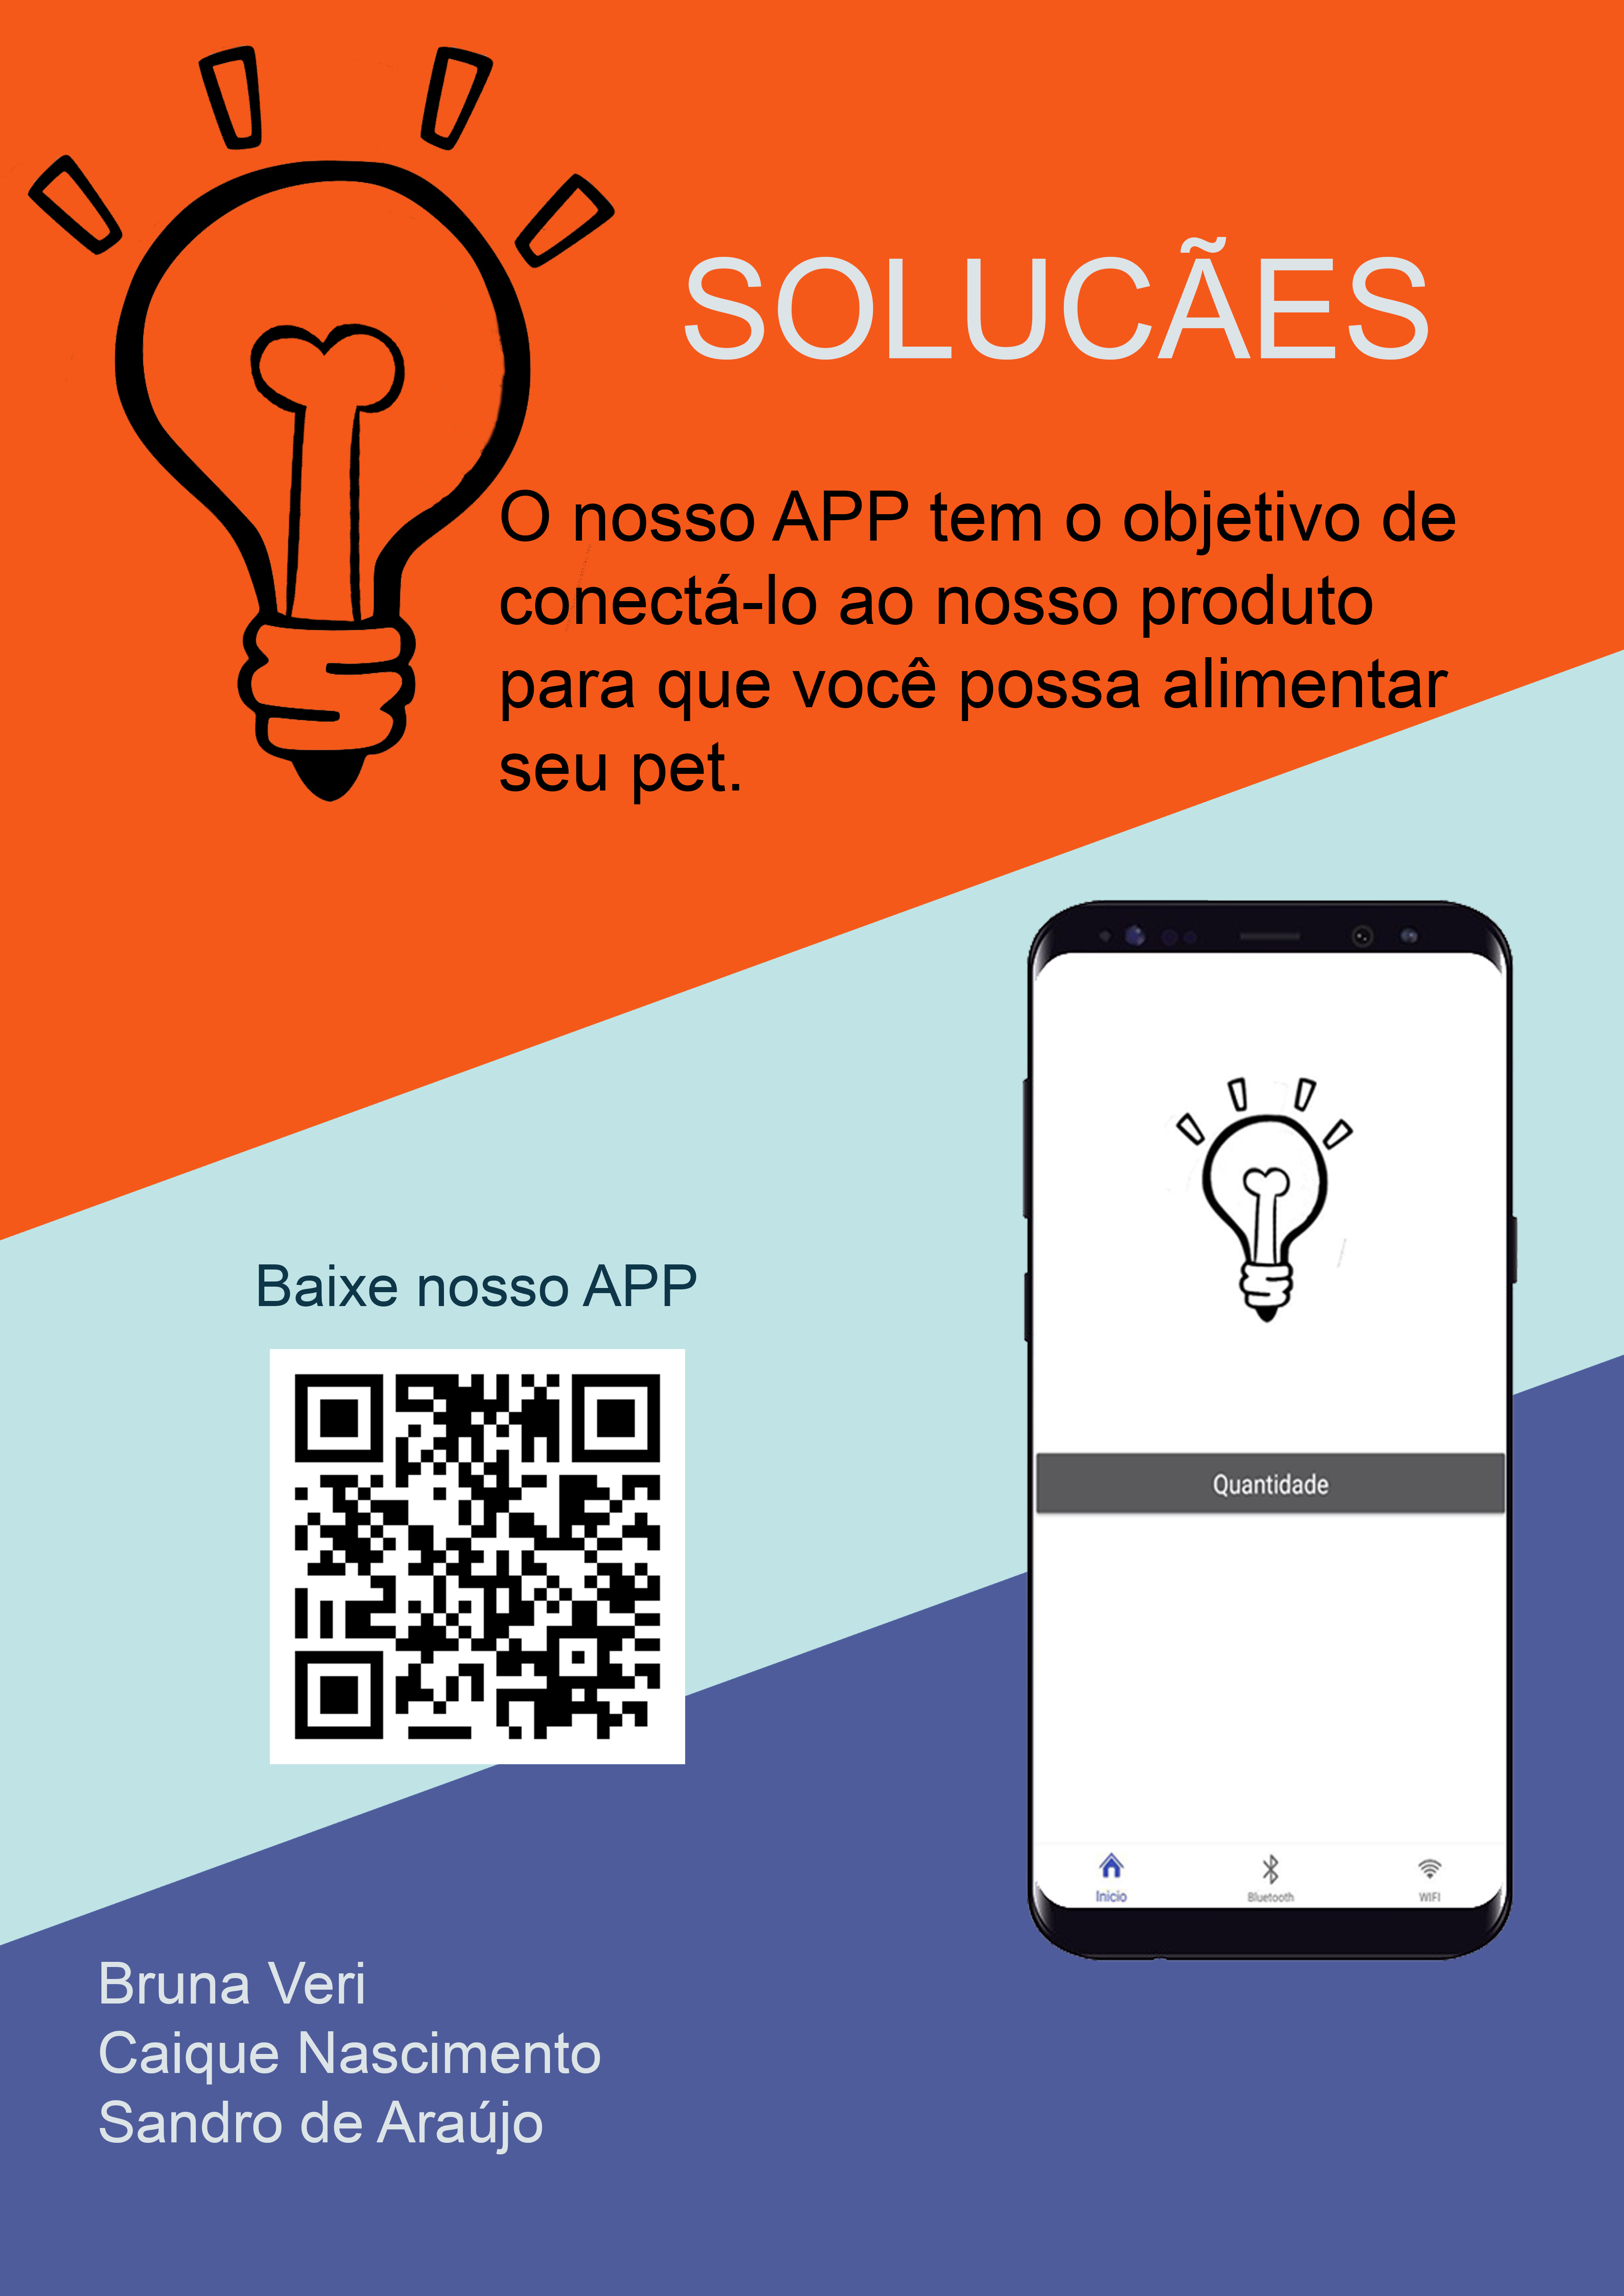 SOLUCÃES
O nosso APP tem o objetivo de
conectá-lo ao nosso produto
para que você possa alimentar
seu pet.
Baixe nosso APP
Quantidade
Inicio
Bluetooth
WIFI
Bruna Veri
Caique Nascimento
Sandro de Araújo